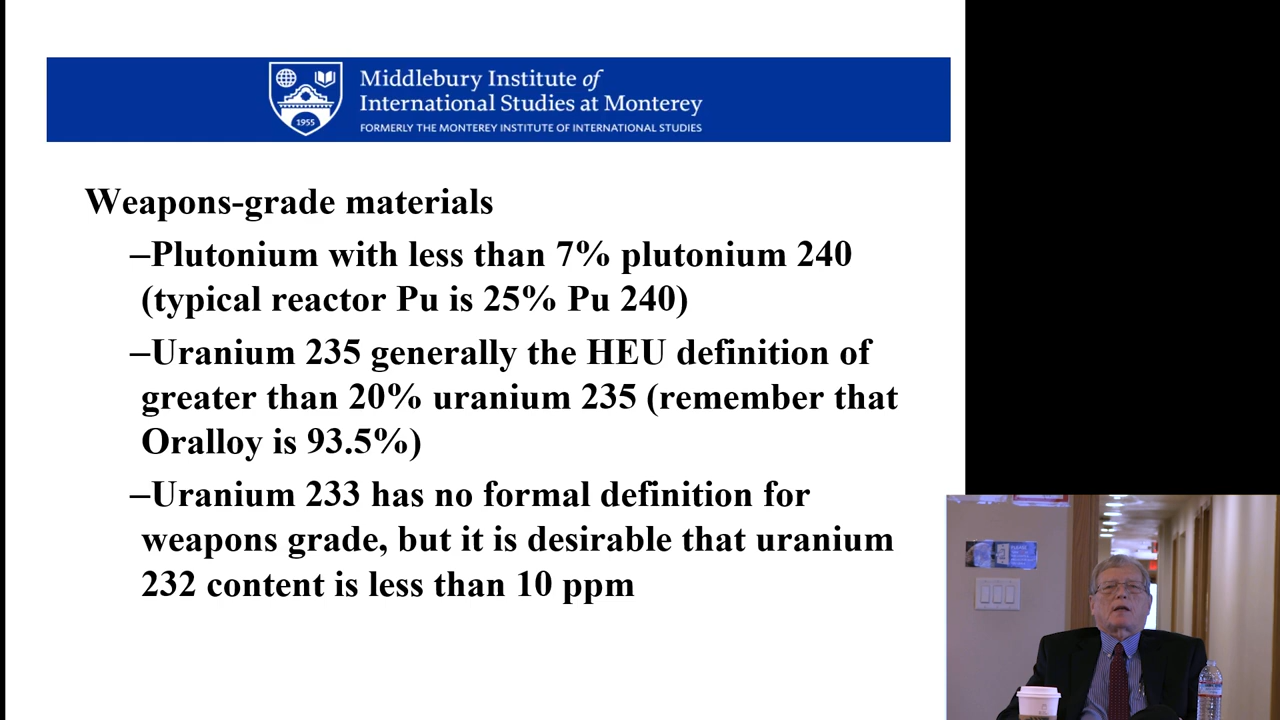 Middlebury Institute of
International Studies at Monterey
FORMERLY THE MONTEREY INSTITUTE OF INTERNATIONAL STUDIES
1955
Weapons-grade materials
–Plutonium with less than 7% plutonium 240
(typical reactor Pu is 25% Pu 240)
–Uranium 235 generally the HEU definition of
greater than 20% uranium 235 (remember that
Oralloy is 93.5%)
–Uranium 233 has no formal definition for
weapons grade, but it is desirable that uranium
232 content is less than 10 ppm